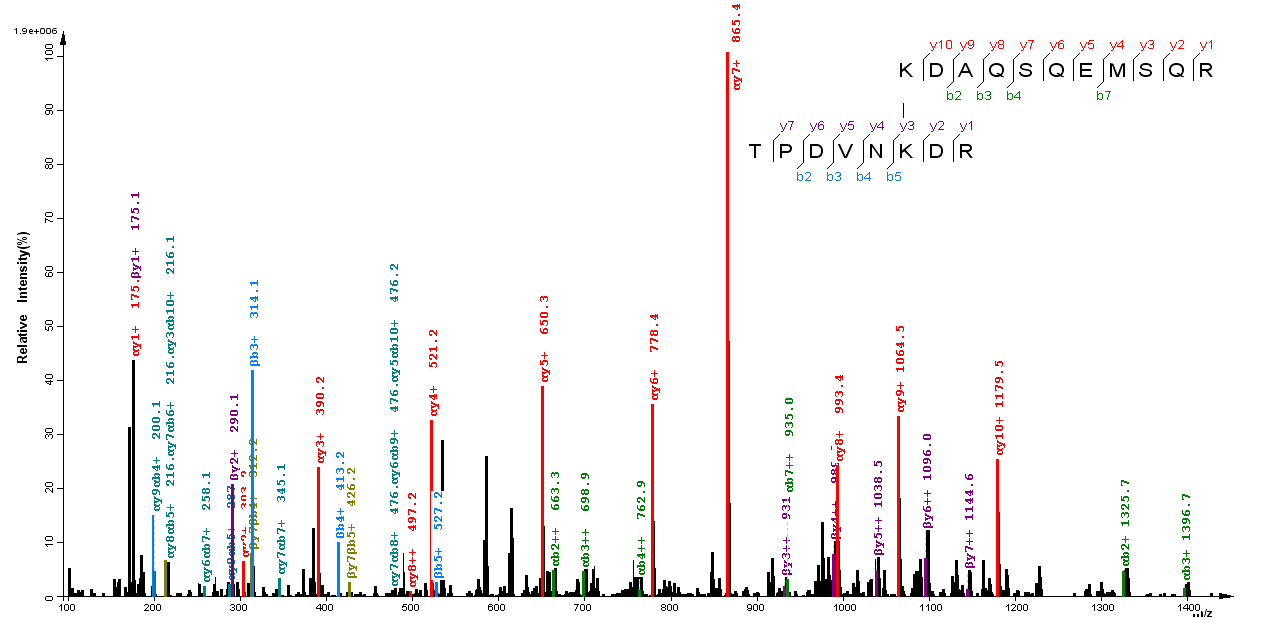 1.9e+006
Relative Intensity(%)
0
10
20
30
40
50
60
70
80
90
100
100
200
300
400
500
600
700
800
900
1000
1100
1200
1300
1400
m/z
y10 y9 y8 y7 y6 y5 y4 y3 y2 y1
K D A Q S Q E M S Q R
b2 b3 b4 b7
y7 y6 y5 y4 y3 y2 y1
T P D V N K D R
b2 b3 b4 b5
αy1+ 175.βy1+ 175.1
αy9αb4+ 200.1
αy8αb5+ 216.αy7αb6+ 216.αy3αb10+ 216.1
αy6αb7+ 258.1
βy2+ 290.1
βb3+ 314.1
αy7αb7+ 345.1
αy3+ 390.2
βb4+ 413.2
βy7βb5+ 426.2
αy7αb8+ 476.αy6αb9+ 476.αy5αb10+ 476.2
αy8++ 497.2
αy4+ 521.2
βb5+ 527.2
αy5+ 650.3
αb2++ 663.3
αb3++ 698.9
αb4++ 762.9
αy6+ 778.4
αy7+ 865.4
βy3++ 931
αb7++ 935.0
αy8+ 993.4
βy5++ 1038.5
αy9+ 1064.5
βy6++ 1096.0
βy7++ 1144.6
αy10+ 1179.5
αb2+ 1325.7
αb3+ 1396.7